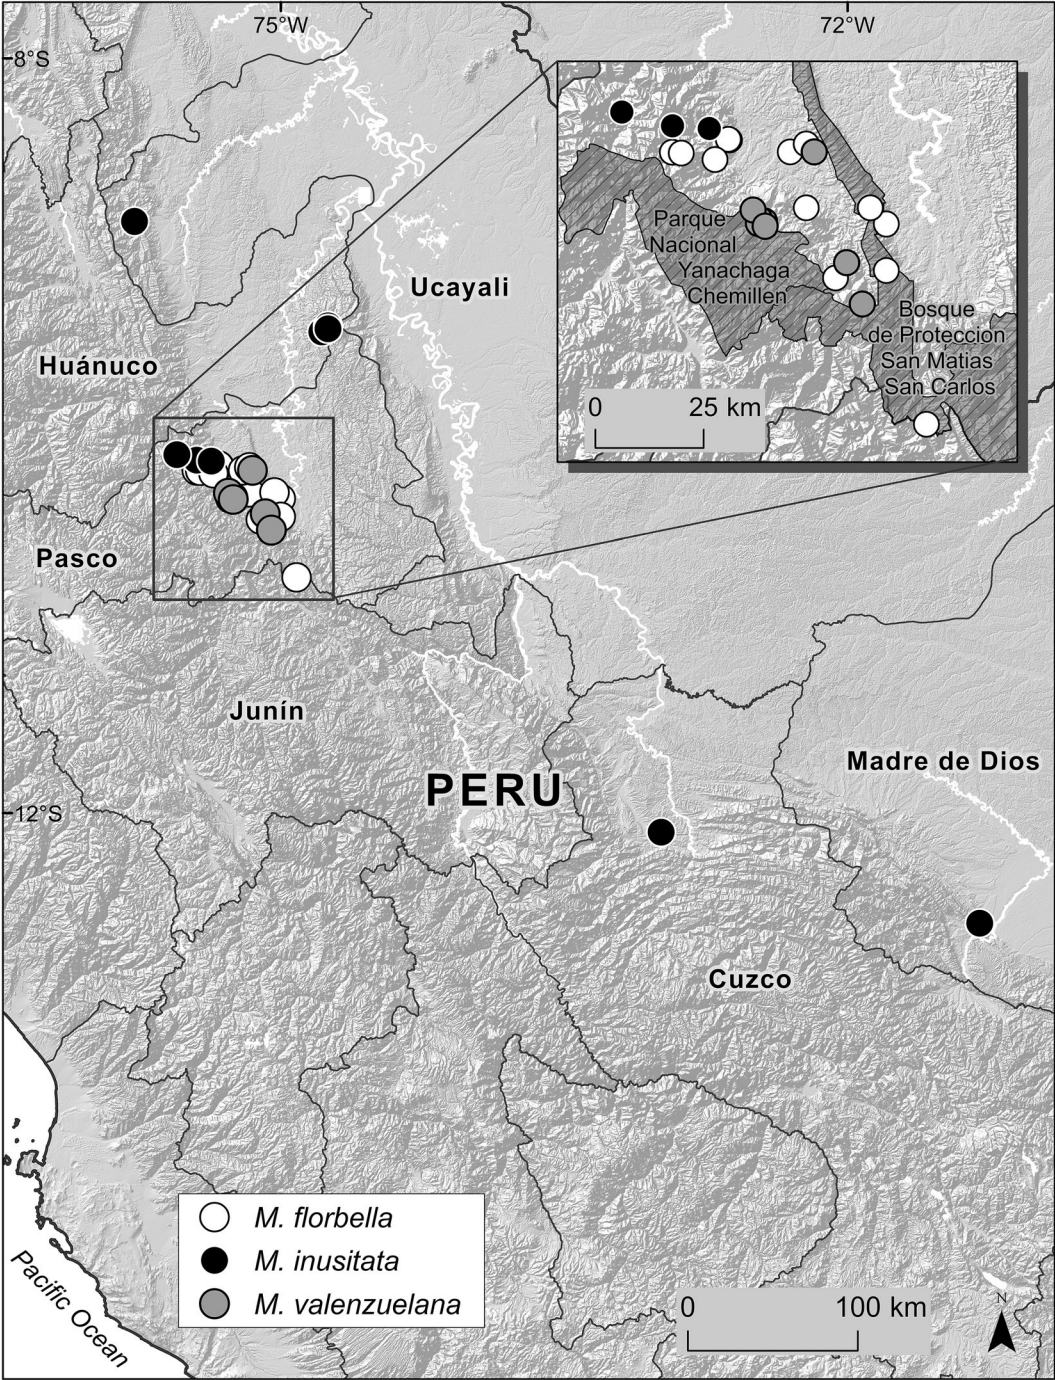 75°W
72°W
8°S
Parque
Nacional
Yanachaga
Chemillen
Bosque
de Proteccion
San Matias
San Carlos
0 25 km
Ucayali
Huánuco
Pasco
Junín
PERU
Madre de Dios
12°S
Cuzco
M. florbella
M. inusitata
M. valenzuelana
Pacific Ocean
0 100 km
N